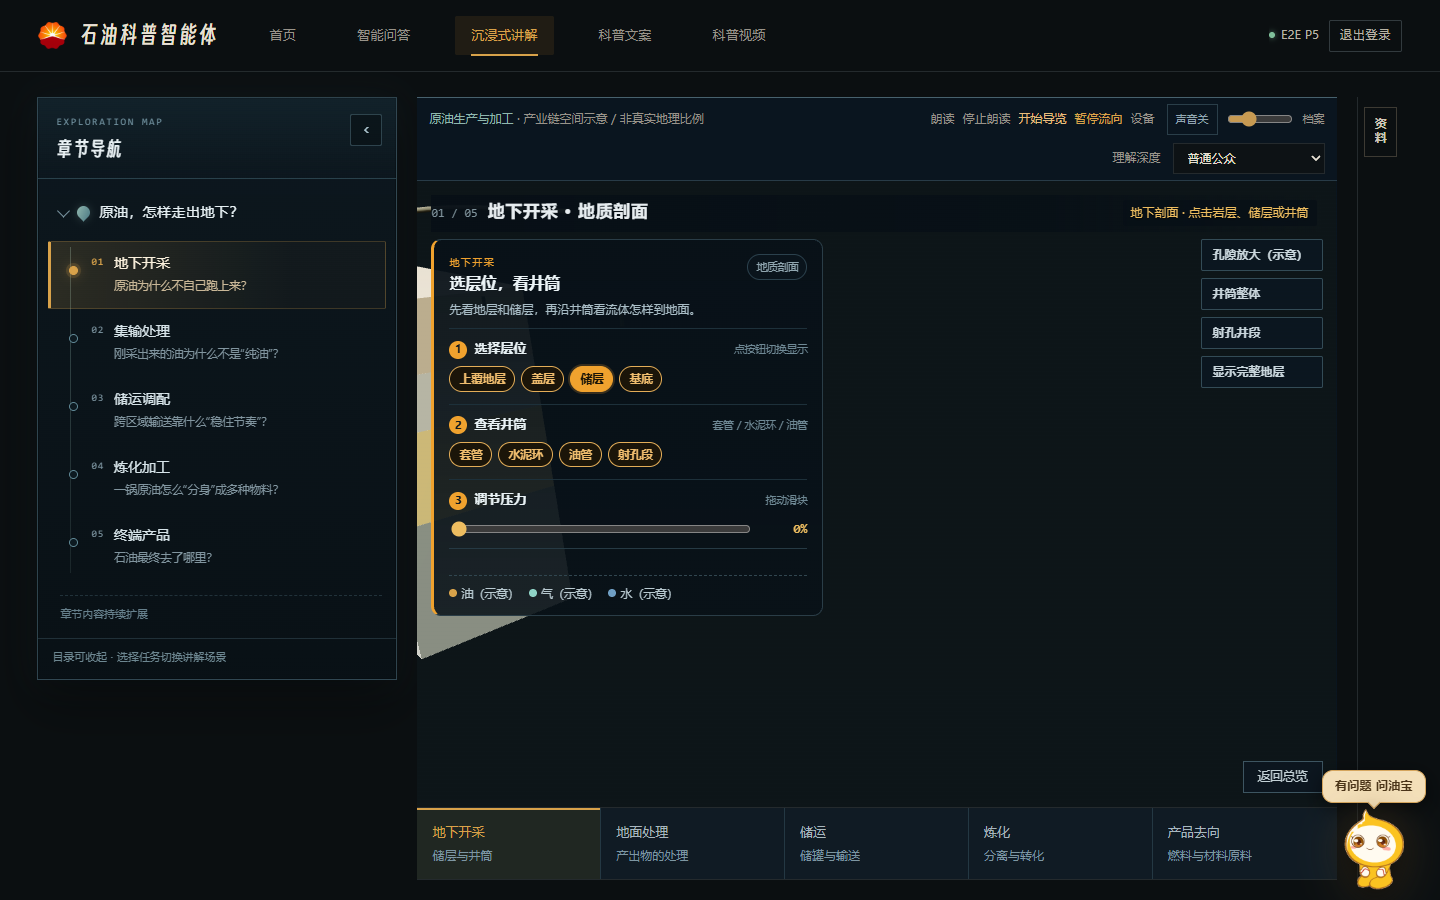 石油科普智能体
首页
智能问答
沉浸式讲解
科普文案
科普视频
E2E P5
退出登录
EXPLORATION MAP
章节导航
‹
原油，怎样走出地下？
01 地下开采
原油为什么不自己跑上来？
02 集输处理
刚采出来的油为什么不是“纯油”？
03 储运调配
跨区域输送靠什么“稳住节奏”？
04 炼化加工
一锅原油怎么“分身”成多种物料？
05 终端产品
石油最终去了哪里？
章节内容持续扩展
目录可收起 · 选择任务切换讲解场景
原油生产与加工 · 产业链空间示意 / 非真实地理比例
朗读 停止朗读 开始导览 暂停流向 设备 声音关 档案
理解深度 普通公众
01 / 05 地下开采 • 地质剖面
地下剖面 · 点击岩层、储层或井筒
地下开采
地质剖面
选层位，看井筒
先看地层和储层，再沿井筒看流体怎样到地面。
1 选择层位 点按钮切换显示
上覆地层 盖层 储层 基底
2 查看井筒 套管 / 水泥环 / 油管
套管 水泥环 油管 射孔段
3 调节压力 拖动滑块
0%
油（示意） 气（示意） 水（示意）
孔隙放大（示意）
井筒整体
射孔井段
显示完整地层
返回总览
地下开采
储层与井筒
地面处理
产出物的处理
储运
储罐与输送
炼化
分离与转化
产品去向
燃料与材料原料
资料
有问题 问油宝